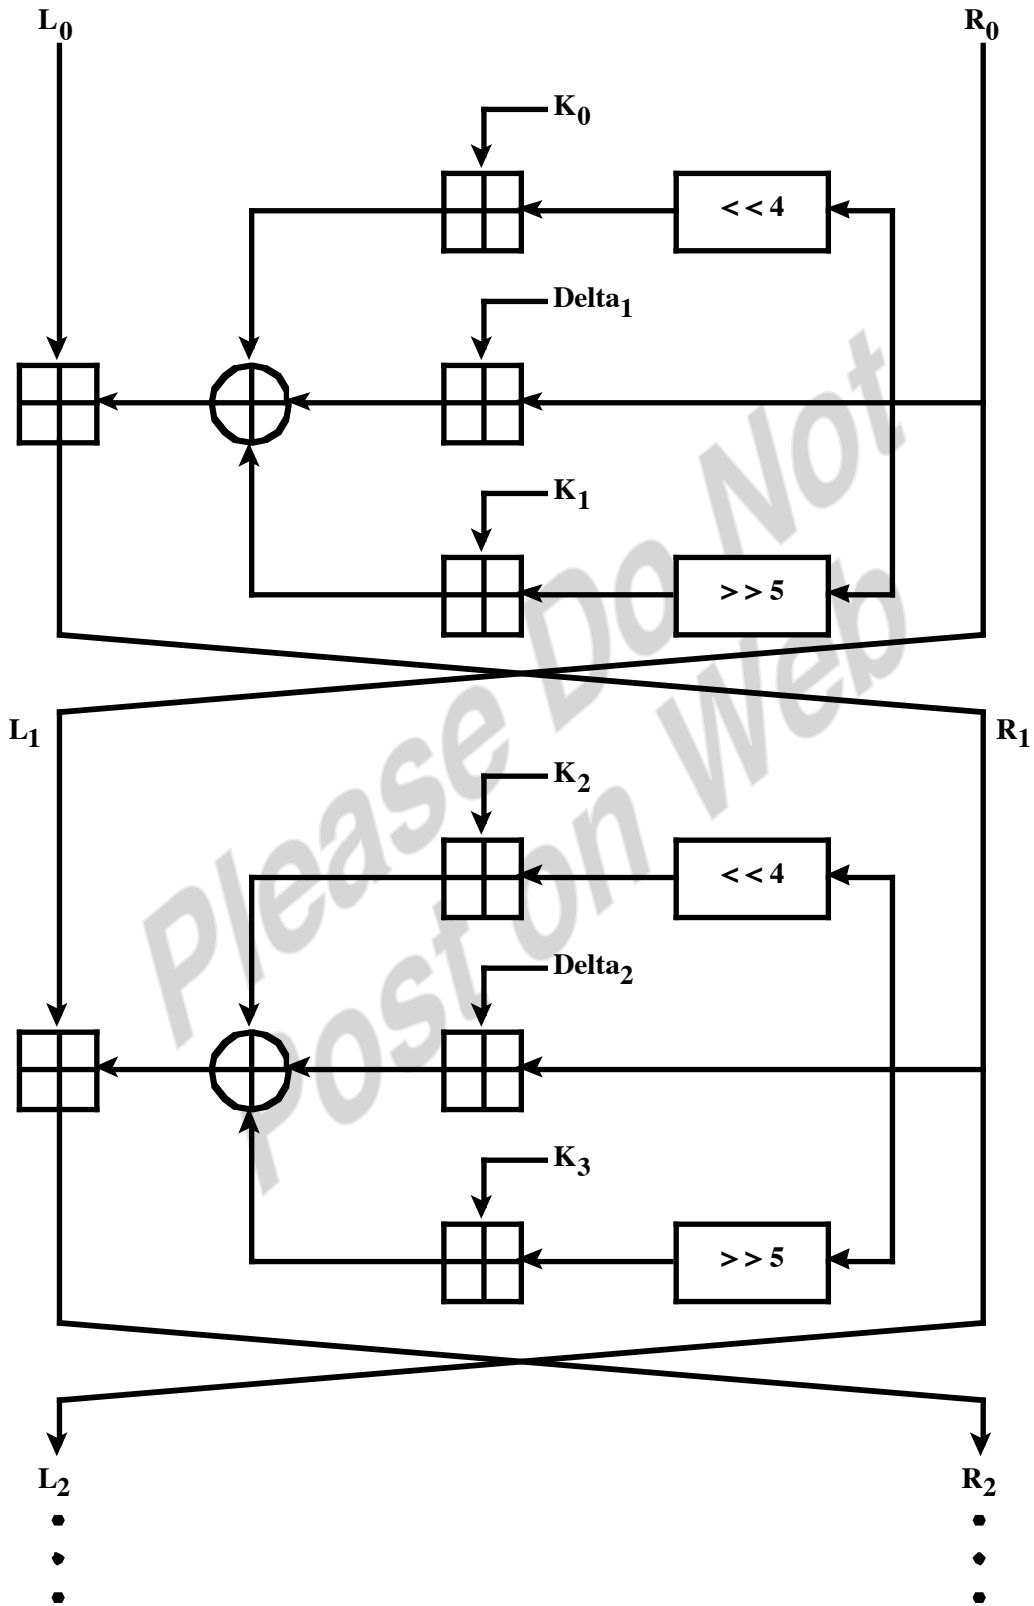 L0 R0
K0
<<4
Delta1
K1
>>5
L1 R1
K2
<<4
Delta2
K3
>>5
L2 R2
Please Do Not
Post on Web